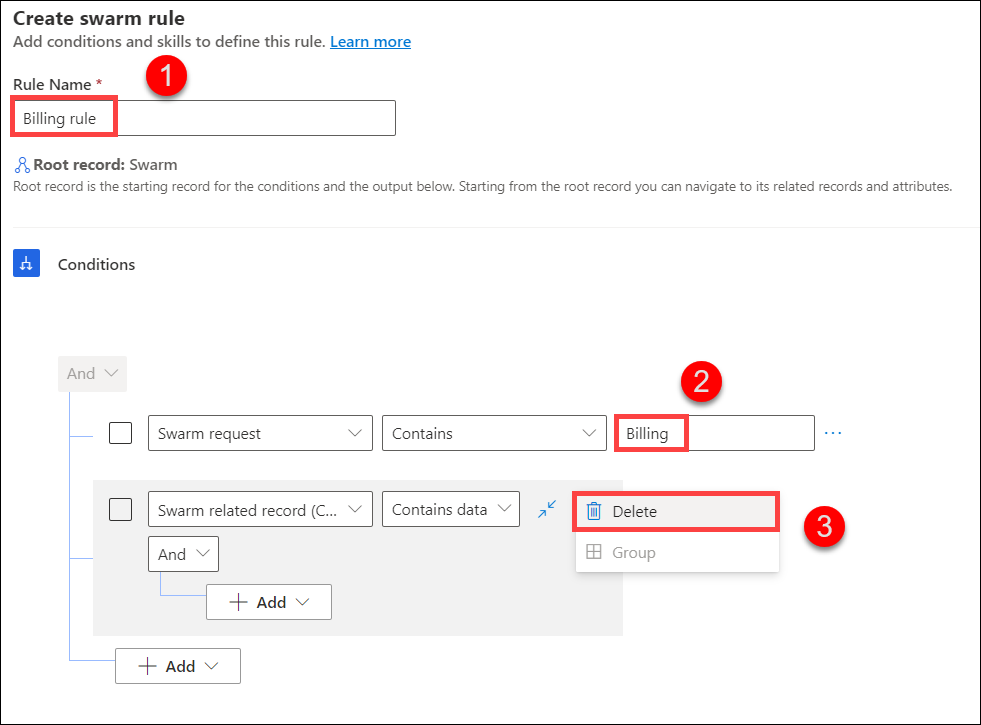 Create swarm rule
Add conditions and skills to define this rule. Learn more
1
Rule Name *
Billing rule
Root record: Swarm
Root record is the starting record for the conditions and the output below. Starting from the root record you can navigate to its related records and attributes.
Conditions
And
2
Swarm request Contains Billing ...
Swarm related record (C... Contains data Delete
3
And Group
Add
Add